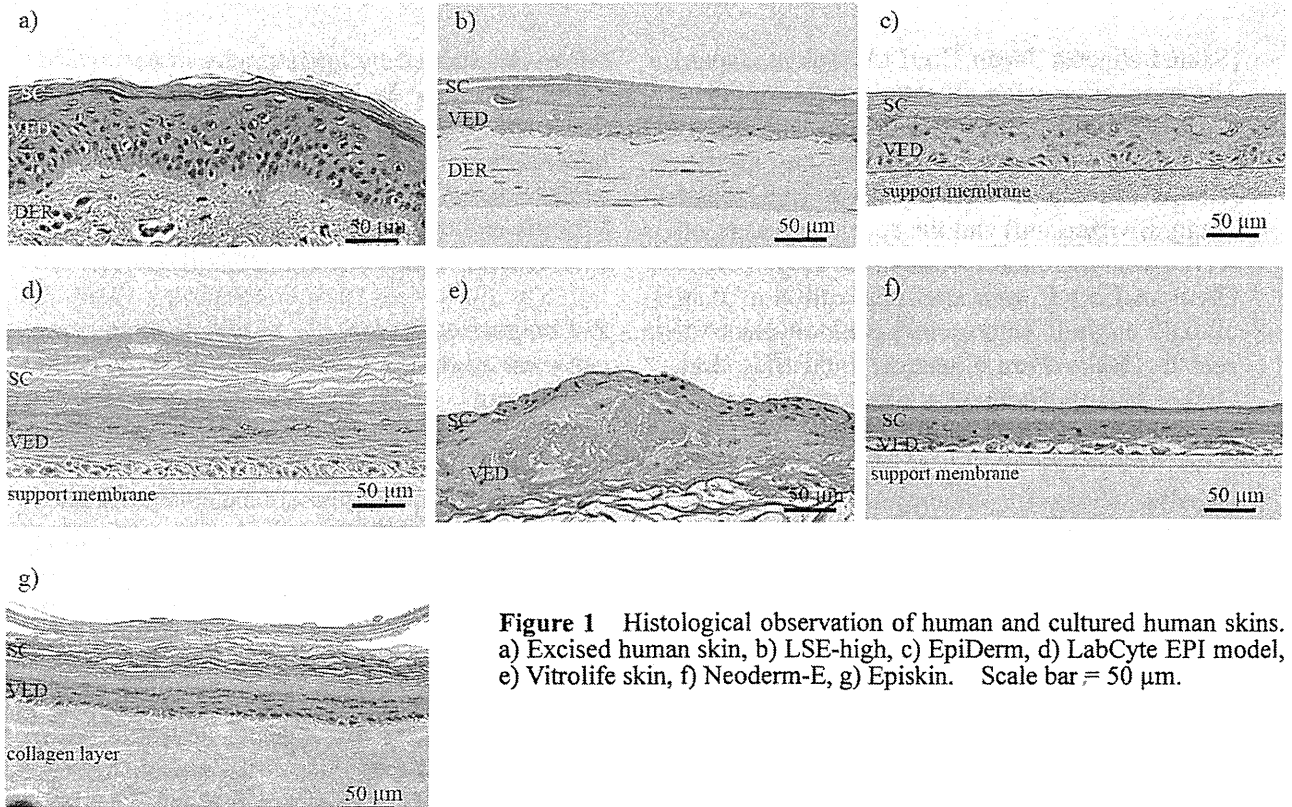 a)
SC
VED
DER
50 μm
b)
SC
VED
DER
50 μm
c)
SC
VED
support membrane
50 μm
d)
SC
VED
support membrane
50 μm
e)
SC
VED
50 μm
f)
SC
VED
support membrane
50 μm
g)
SC
VED
collagen layer
50 μm
Figure 1 Histological observation of human and cultured human skins.
a) Excised human skin, b) LSE-high, c) EpiDerm, d) LabCyte EPI model,
e) Vitrolife skin, f) Neoderm-E, g) Episkin. Scale bar = 50 μm.